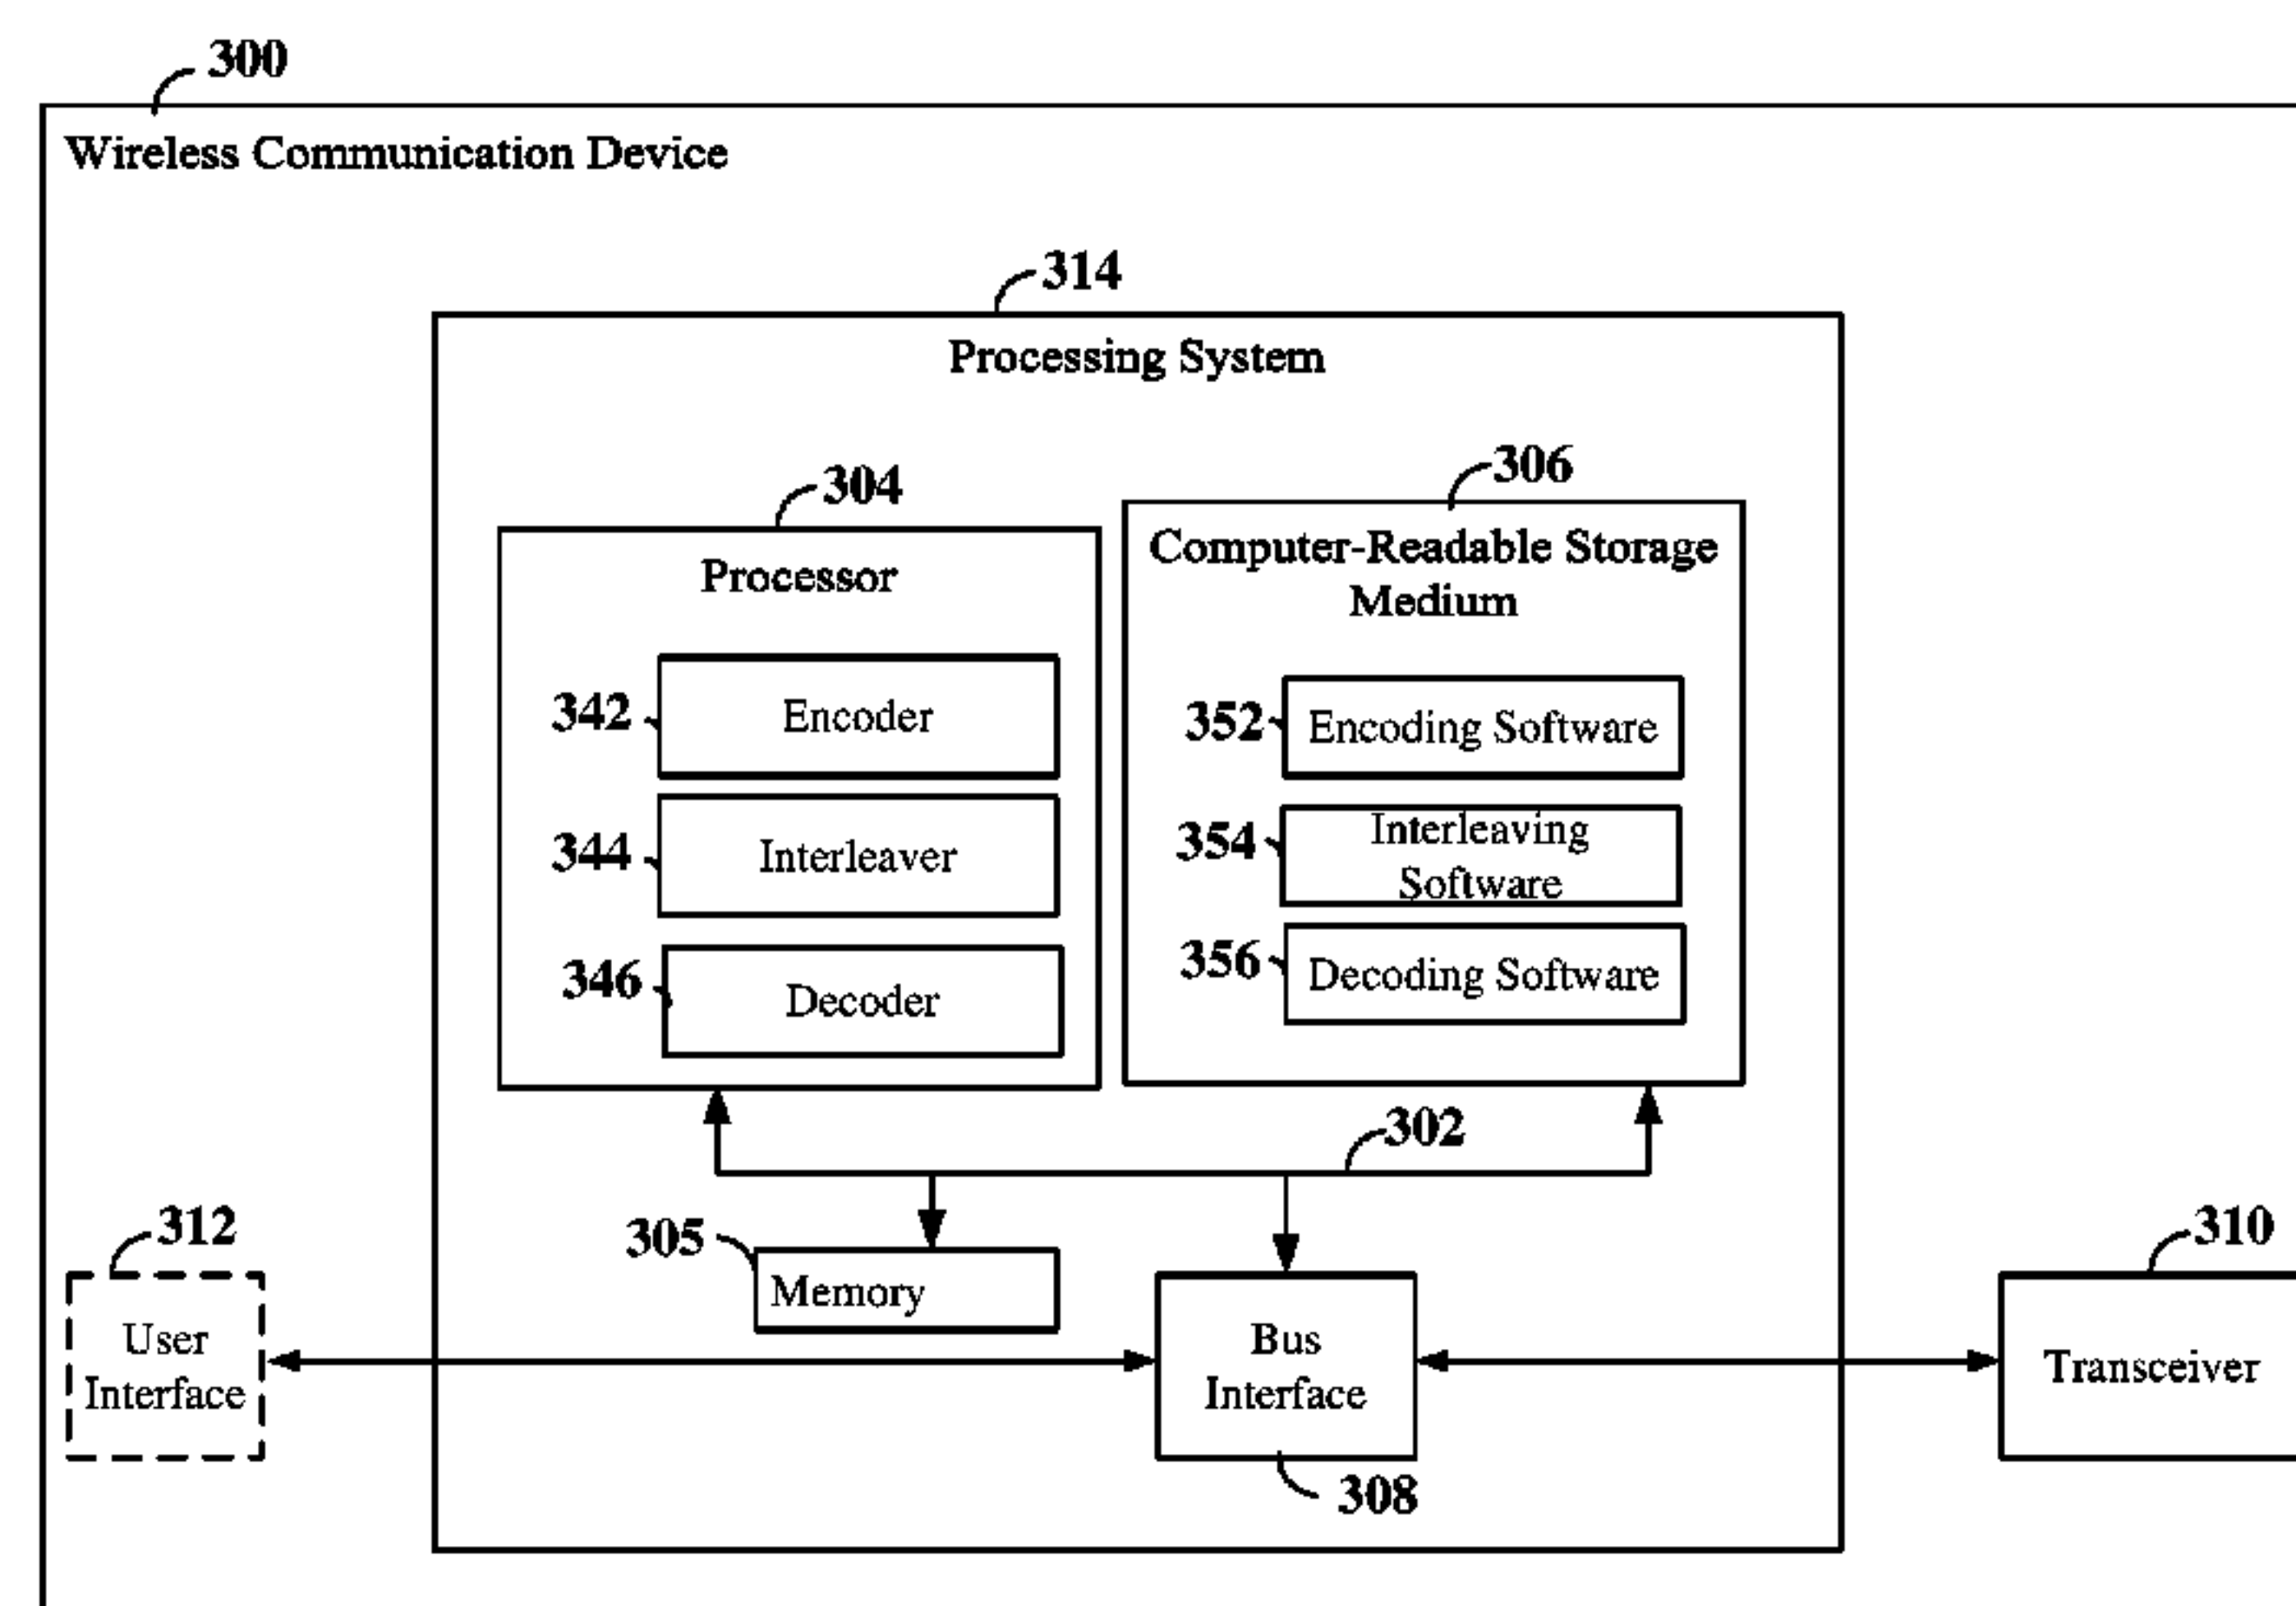 300
Wireless Communication Device
314
Processing System
304
306
Processor
Computer-Readable Storage
Medium
342
Encoder
352
Encoding Software
344
Interleaver
354
Interleaving
Software
346
Decoder
356
Decoding Software
302
312
305
310
User
Interface
Memory
Bus
Interface
Transceiver
308